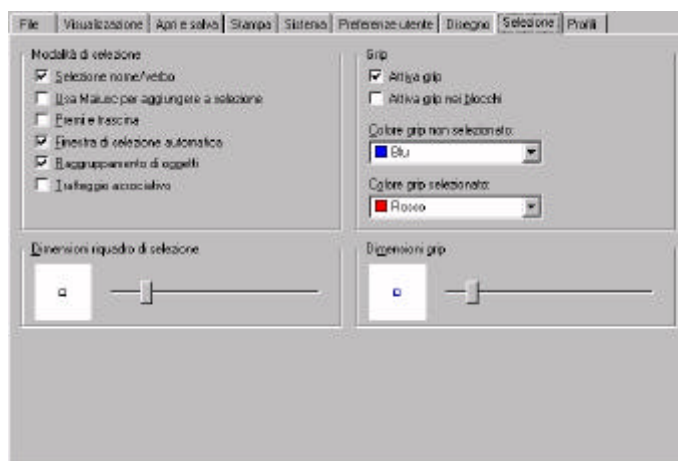 File Visualizzazione Apri e salva Stampa Sistema Preferenze utente Disegno Selezione Profili
Modalità di selezione
Selezione nome/verbo
Usa Maiusc per aggiungere a selezione
Premi e trascina
Finestra di selezione automatica
Raggruppamento di oggetti
Tratteggio associativo
Grip
Attiva grip
Attiva grip nei blocchi
Colore grip non selezionato:
Blu
Colore grip selezionato:
Rosso
Dimensioni riquadro di selezione
Dimensioni grip